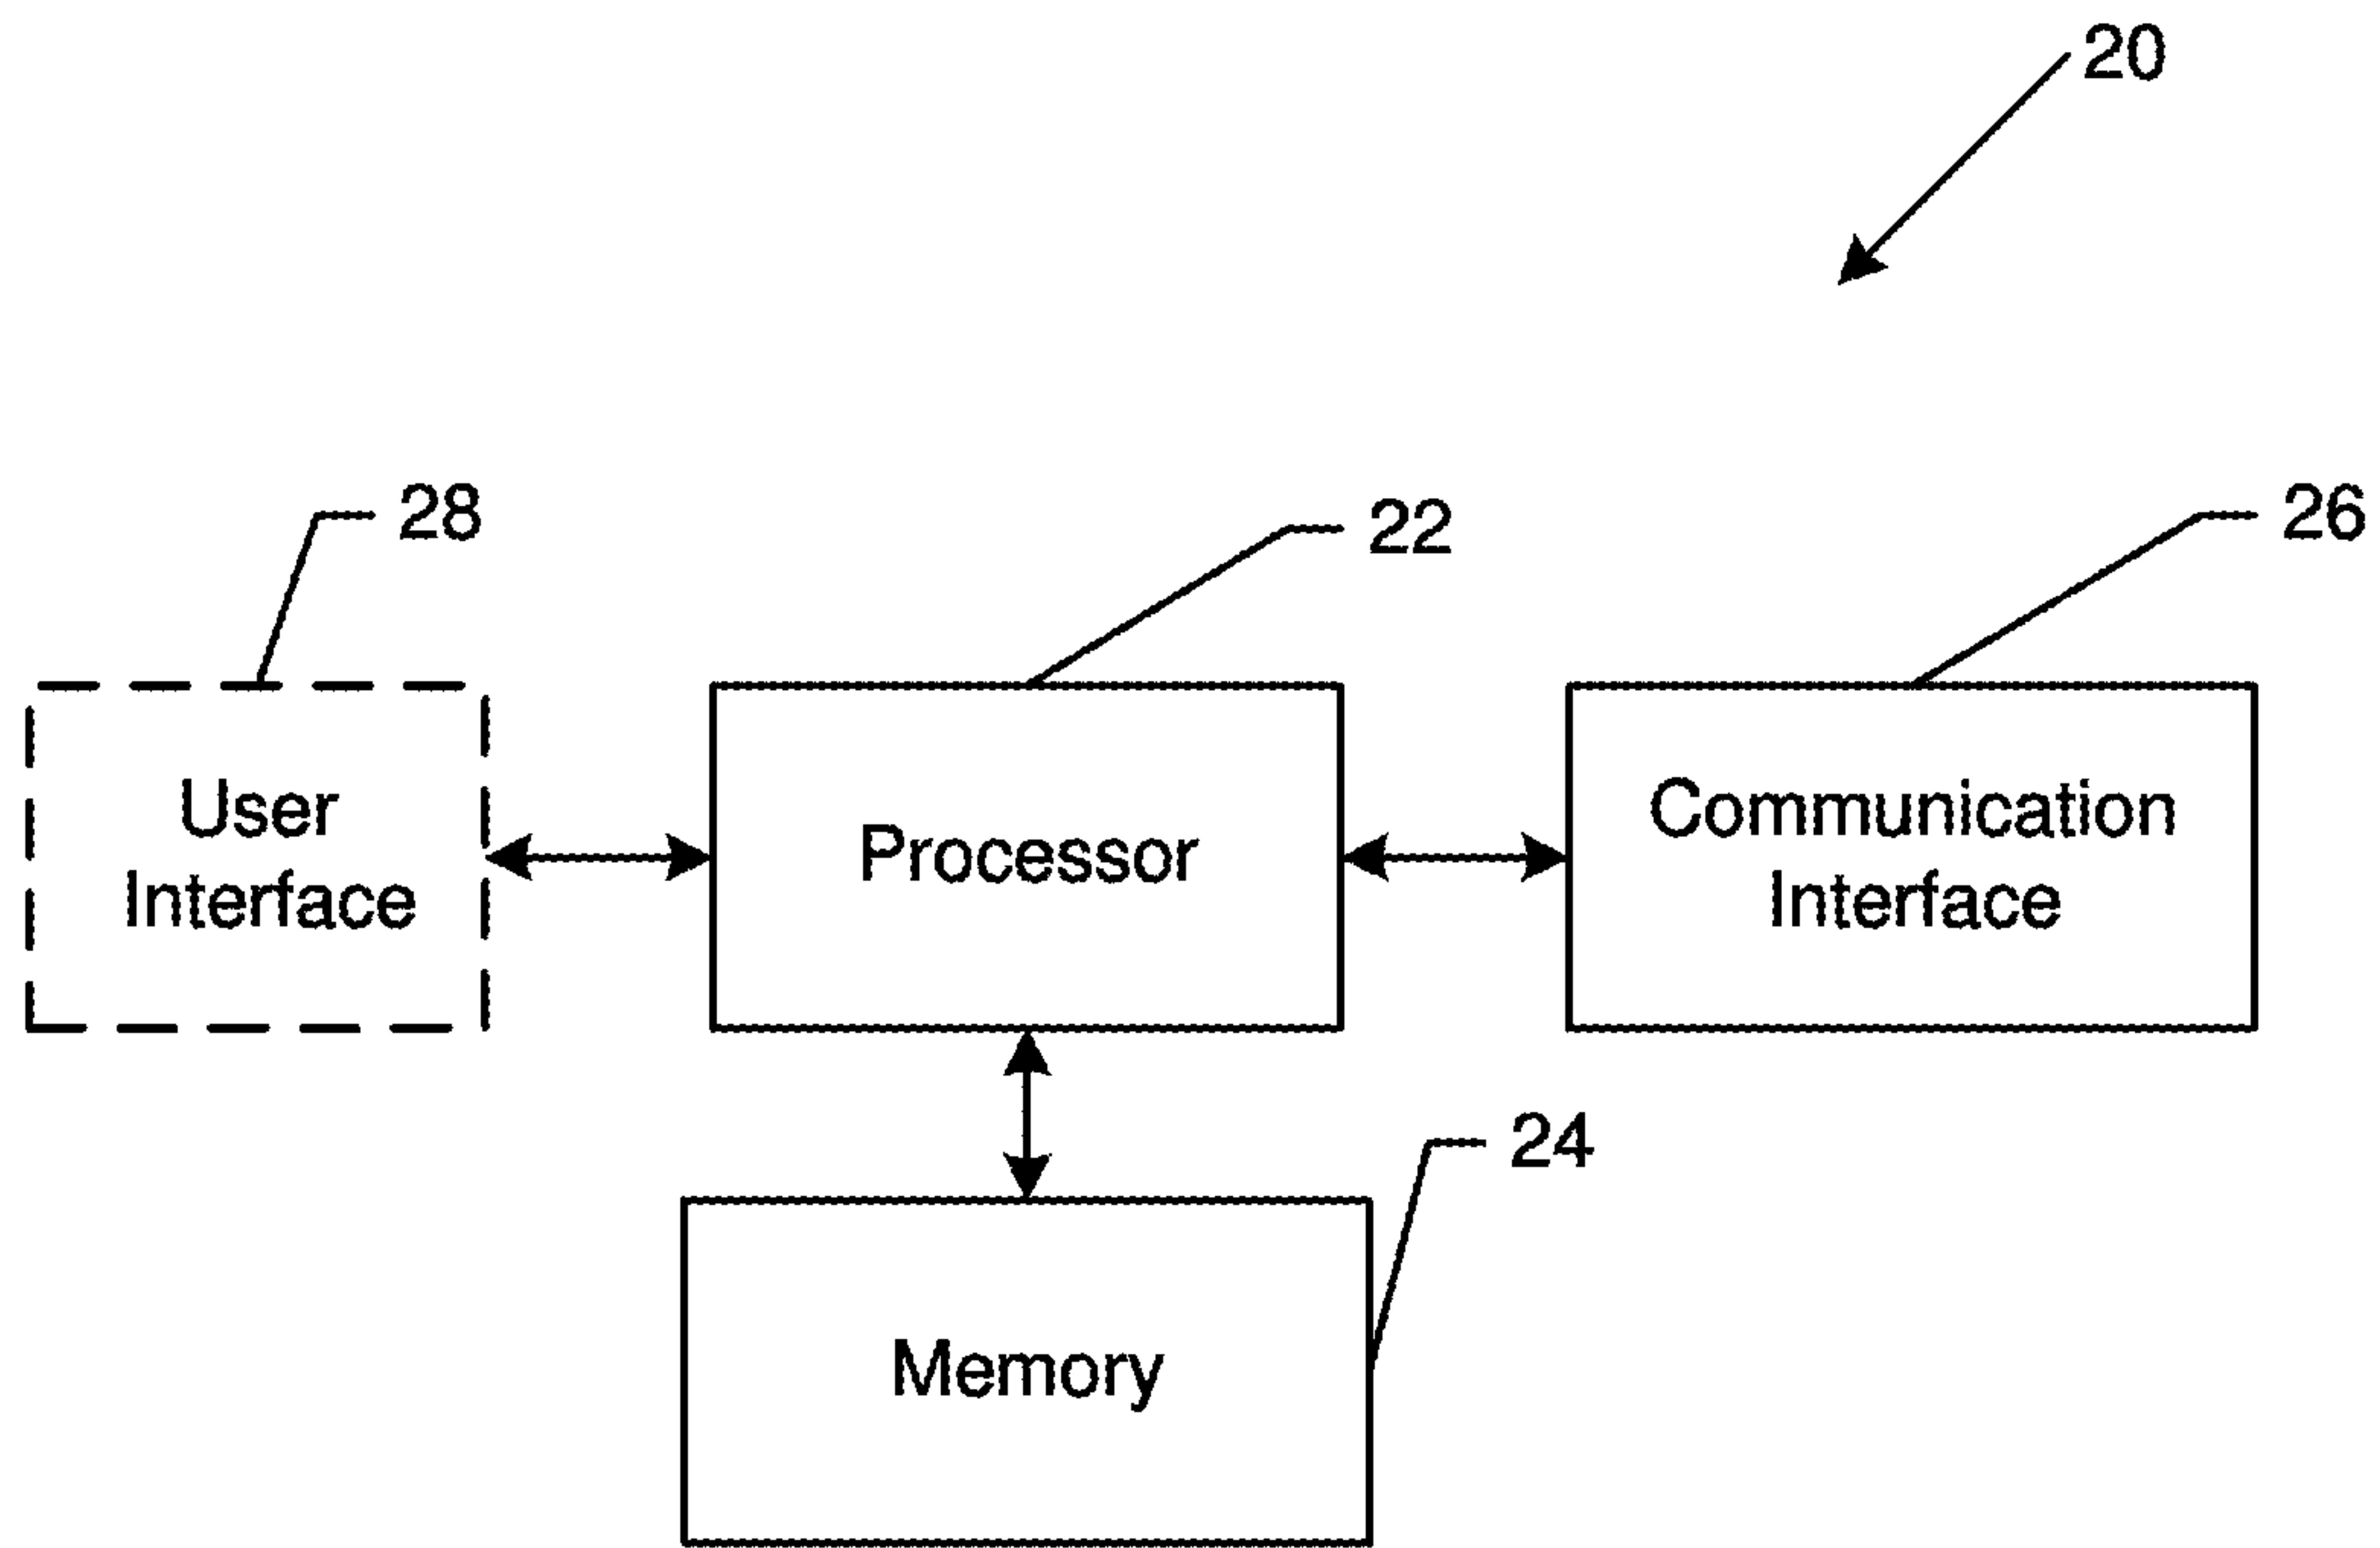 20
28
22
26
User
Interface
Processor
Communication
Interface
24
Memory